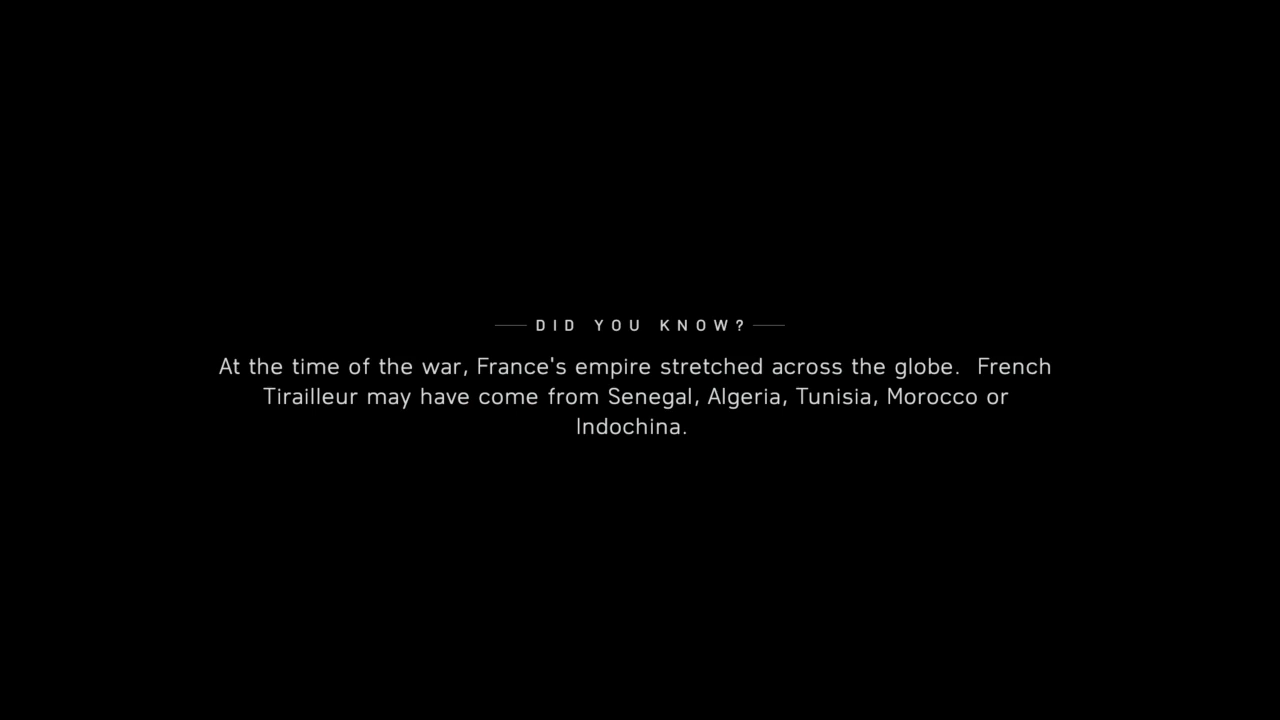 DID YOU KNOW?
At the time of the war, France's empire stretched across the globe.  French
Tirailleur may have come from Senegal, Algeria, Tunisia, Morocco or
Indochina.